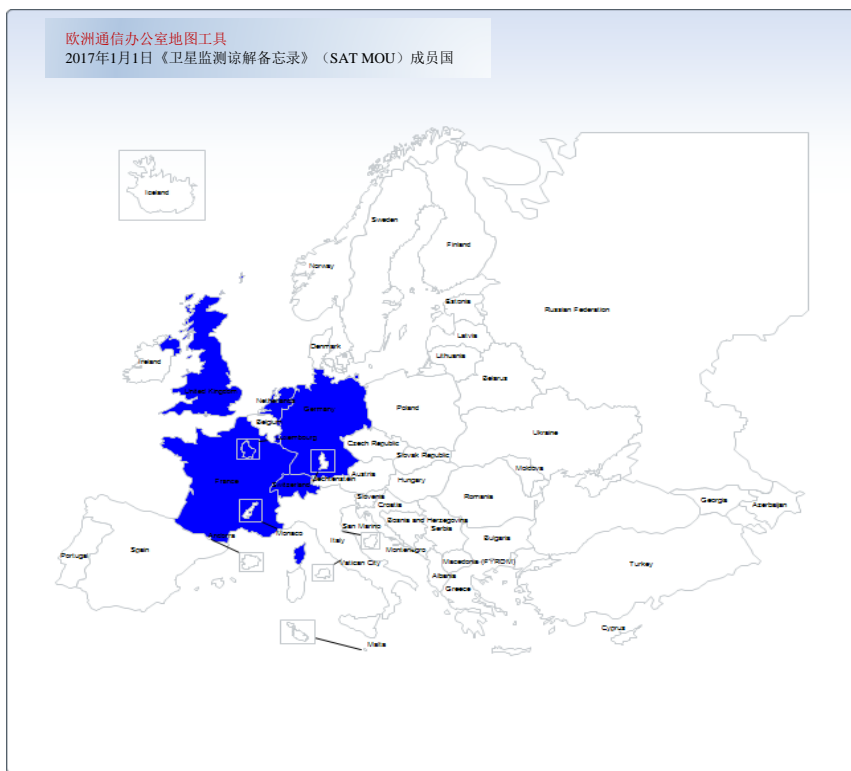 欧洲通信办公室地图工具
2017年1月1日《卫星监测谅解备忘录》（SAT MOU）成员国
Iceland
Sweden
Finland
Norway
Estonia
Russian Federation
Latvia
Denmark
Lithuania
Ireland
Belarus
United Kingdom
Netherlands
Germany
Poland
Belgium
Ukraine
Luxembourg
Czech Republic
Slovak Republic
Moldova
Austria
France
Switzerland
Liechtenstein
Hungary
Romania
Slovenia
Georgia
Croatia
Azerbaijan
Bosnia and Herzegovina
San Marino
Serbia
Monaco
Andorra
Italy
Bulgaria
Spain
Montenegro
Portugal
Vatican City
Macedonia (FYROM)
Turkey
Albania
Greece
Cyprus
Malta